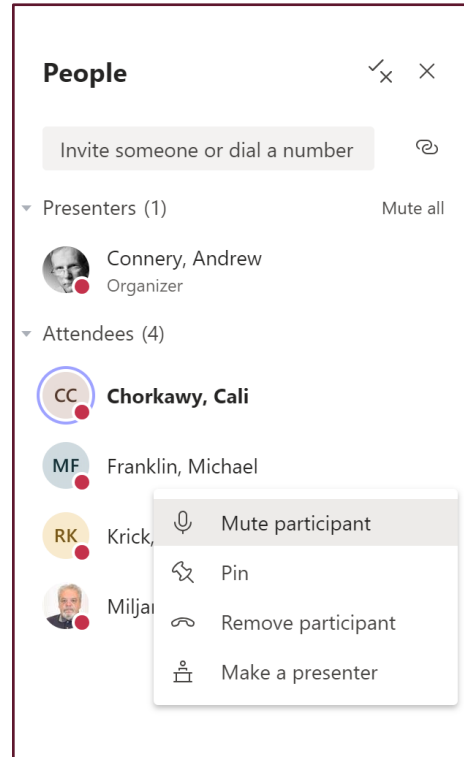 People
Invite someone or dial a number
Presenters (1) Mute all
Connery, Andrew
Organizer
Attendees (4)
CC Chorkawy, Cali
MF Franklin, Michael
RK Krick,
Mute participant
Pin
Remove participant
Make a presenter